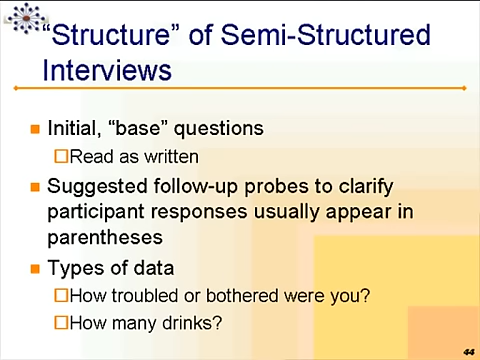 “Structure” of Semi-Structured
Interviews
Initial, “base” questions
Read as written
Suggested follow-up probes to clarify
participant responses usually appear in
parentheses
Types of data
How troubled or bothered were you?
How many drinks?
44